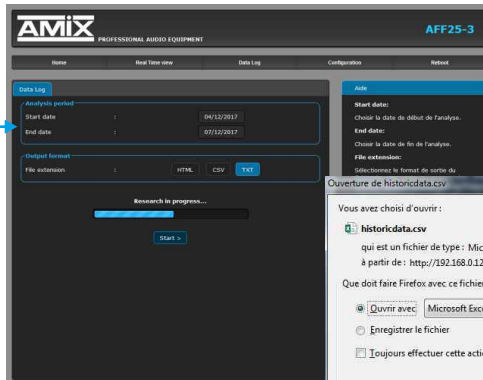 AMiX
PROFESSIONAL AUDIO EQUIPMENT
AFF25-3
Home Real Time view Data Log Configuration Reboot
Data Log
Analysis period
Start date : 04/12/2017
End date : 07/12/2017
Output format
File extension : HTML CSV TXT
Research in progress...
Start >
Aide
Start date:
Choisir la date de début de l'analyse.
End date:
Choisir la date de fin de l'analyse.
File extension:
Sélectionnez le format de sortie du
Ouverture de historicdata.csv
Vous avez choisi d'ouvrir :
historicdata.csv
qui est un fichier de type : Mic
à partir de : http://192.168.0.12
Que doit faire Firefox avec ce fichier
Ouvrir avec Microsoft Exc
Enregistrer le fichier
Toujours effectuer cette acti